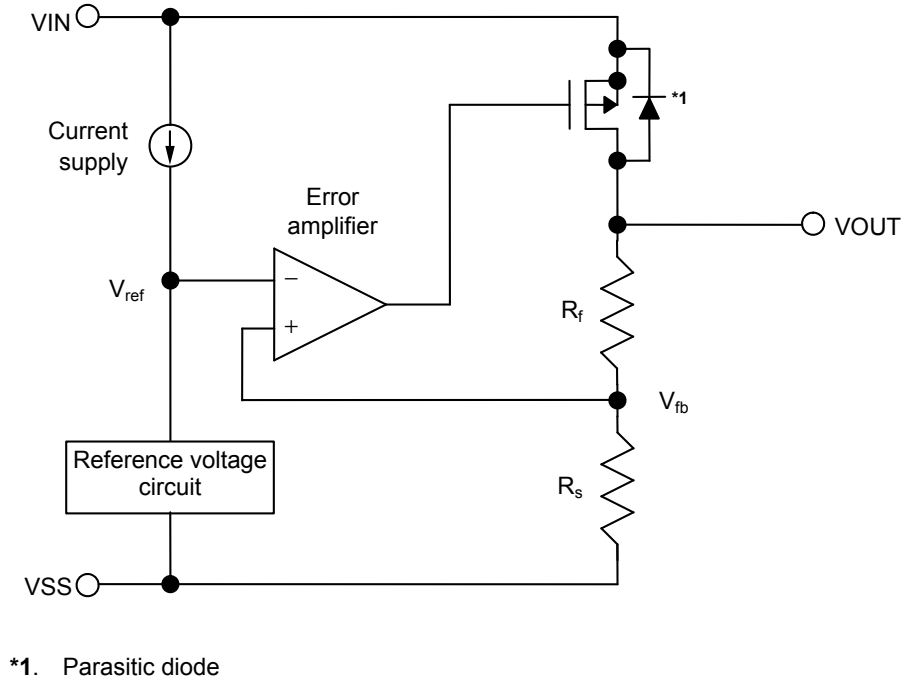 VIN
*1
Current
supply
Error
amplifier
VOUT
Vref
−
+
Rf
Vfb
Reference voltage
circuit
Rs
VSS
*1. Parasitic diode